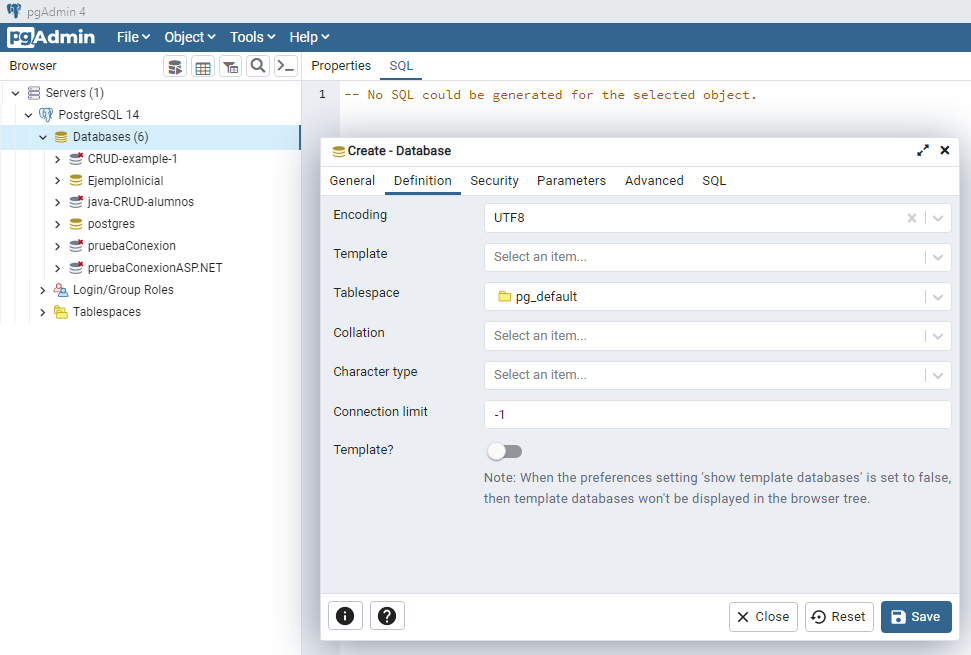 pgAdmin 4
pgAdmin File Object Tools Help
Browser Properties SQL
Servers (1)
1 -- No SQL could be generated for the selected object.
PostgreSQL 14
Databases (6)
CRUD-example-1
EjemploInicial
java-CRUD-alumnos
postgres
pruebaConexion
pruebaConexionASP.NET
Login/Group Roles
Tablespaces
Create - Database
General Definition Security Parameters Advanced SQL
Encoding UTF8
Template Select an item...
Tablespace pg_default
Collation Select an item...
Character type Select an item...
Connection limit -1
Template?
Note: When the preferences setting 'show template databases' is set to false,
then template databases won't be displayed in the browser tree.
Close Reset Save